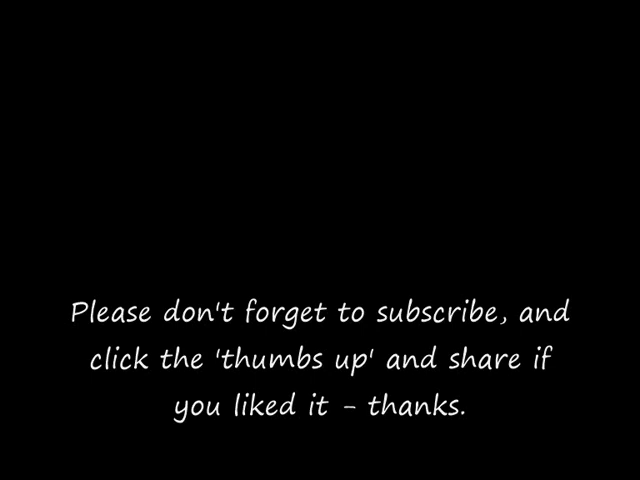 Please don't forget to subscribe, and
click the 'thumbs up' and share if
you liked it - thanks.